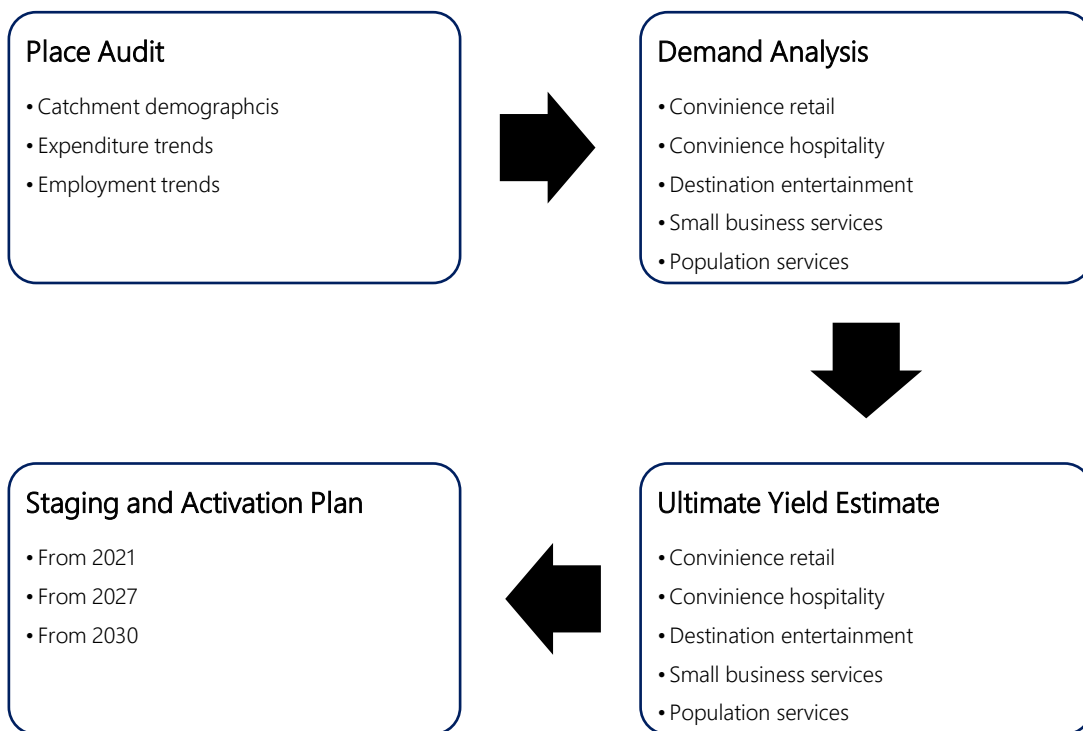 Place Audit
• Catchment demographcis
• Expenditure trends
• Employment trends
Demand Analysis
• Convinience retail
• Convinience hospitality
• Destination entertainment
• Small business services
• Population services
Ultimate Yield Estimate
• Convinience retail
• Convinience hospitality
• Destination entertainment
• Small business services
• Population services
Staging and Activation Plan
• From 2021
• From 2027
• From 2030